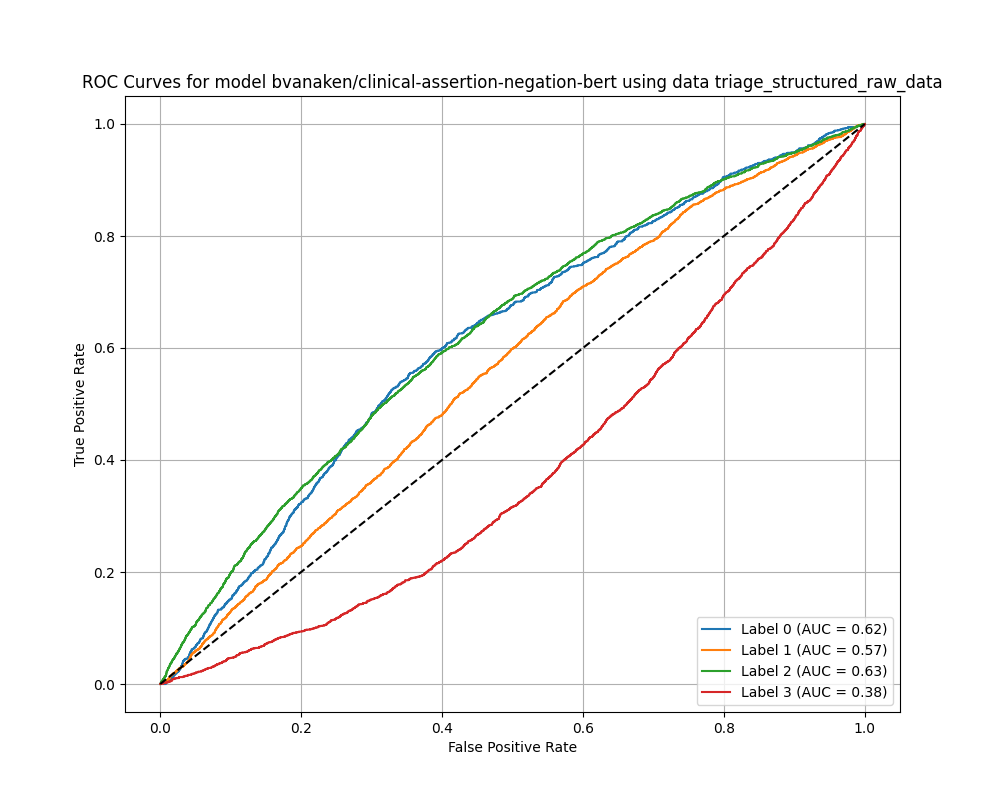 ROC Curves for model bvanaken/clinical-assertion-negation-bert using data triage_structured_raw_data
True Positive Rate
1.0
0.8
0.6
0.4
0.2
0.0
0.0 0.2 0.4 0.6 0.8 1.0
False Positive Rate
Label 0 (AUC = 0.62)
Label 1 (AUC = 0.57)
Label 2 (AUC = 0.63)
Label 3 (AUC = 0.38)